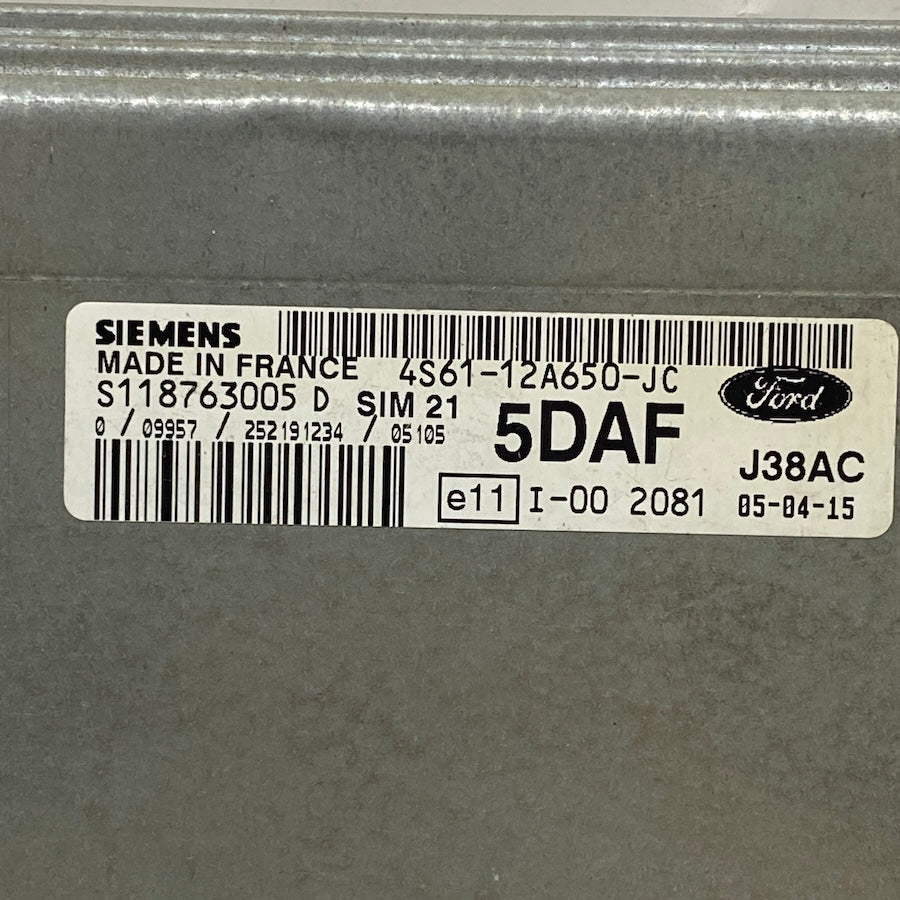 SIEMENS
MADE IN FRANCE
4S61-12A650-JC
S118763005 D SIM 21
Ford
0 / 09957 / 252191234 / 05105
5DAF
J38AC
e11 I-00 2081 05-04-15